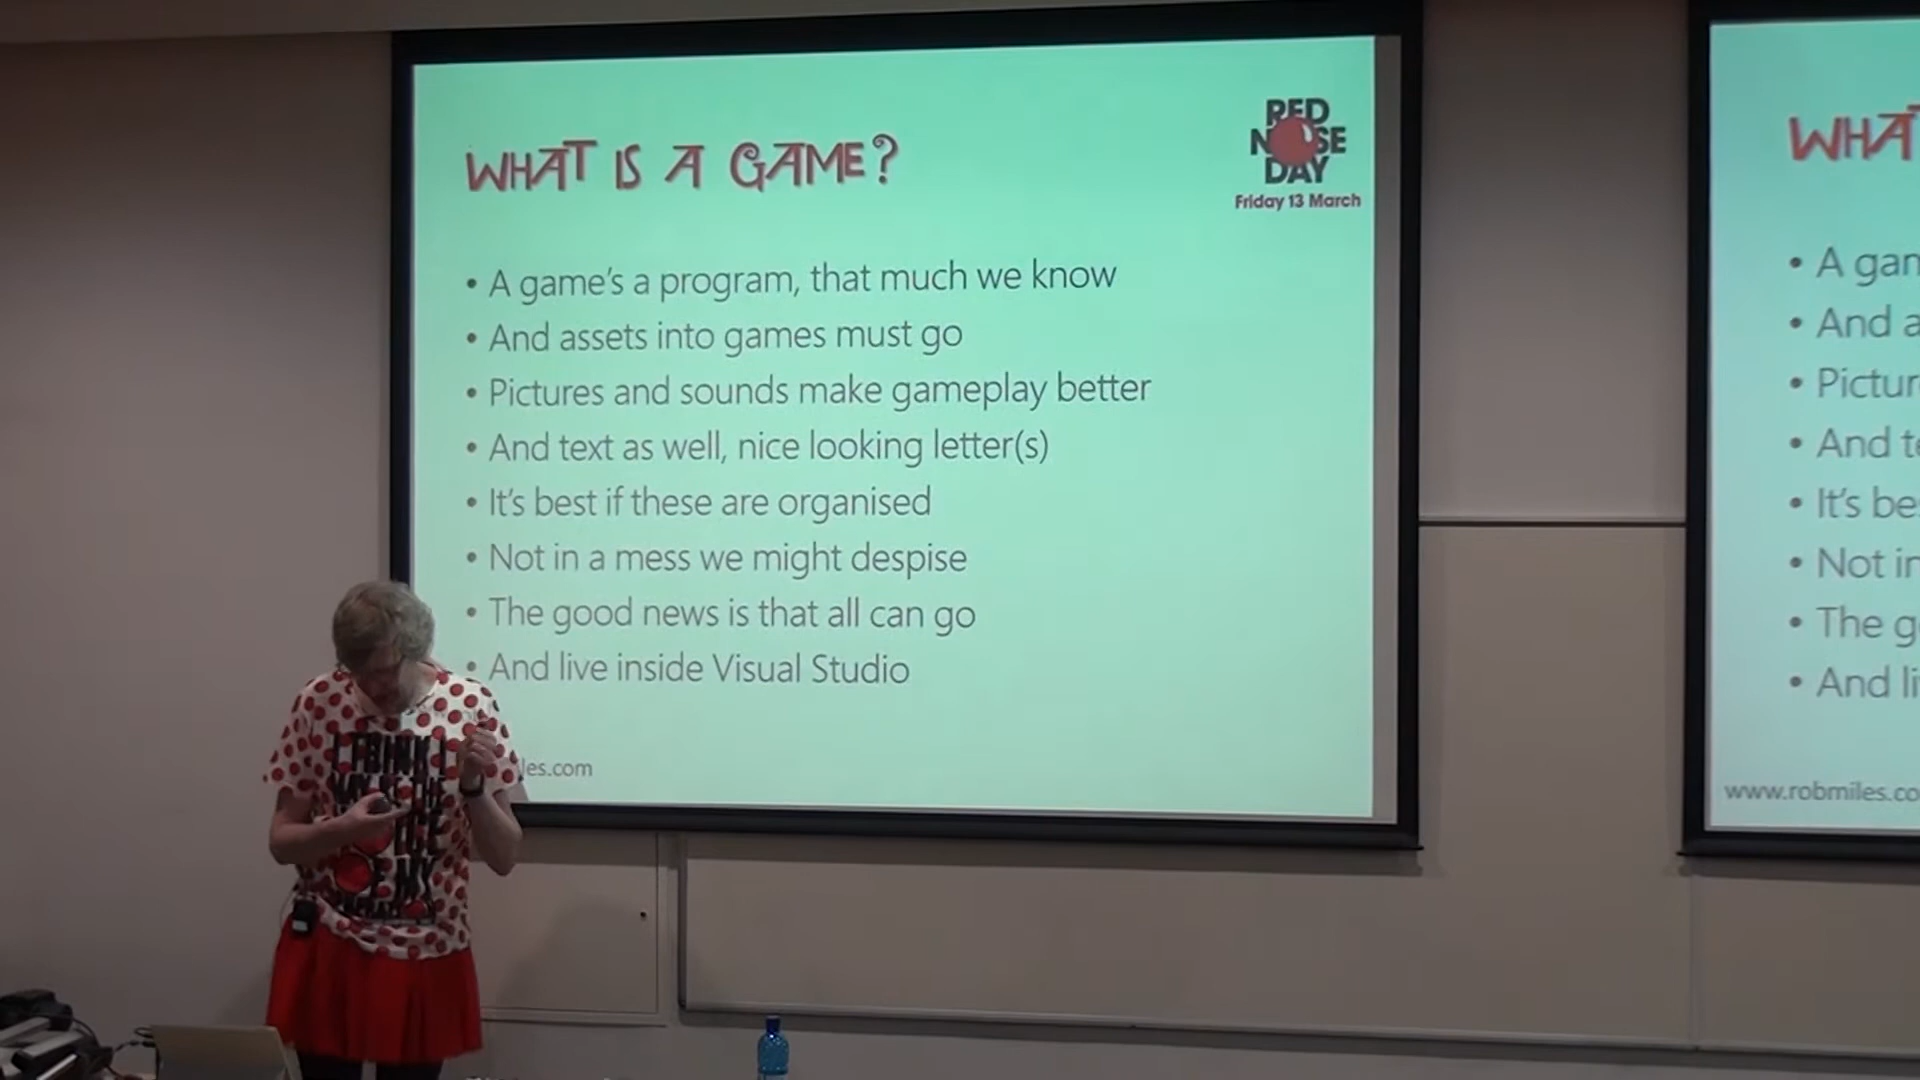 WHAT IS A GAME?
RED
NOSE
DAY
Friday 13 March
• A game's a program, that much we know
• And assets into games must go
• Pictures and sounds make gameplay better
• And text as well, nice looking letter(s)
• It's best if these are organised
• Not in a mess we might despise
• The good news is that all can go
• And live inside Visual Studio
les.com
WHA
• A gam
• And a
• Pictur
• And te
• It's be
• Not in
• The g
• And li
www.robmiles.co